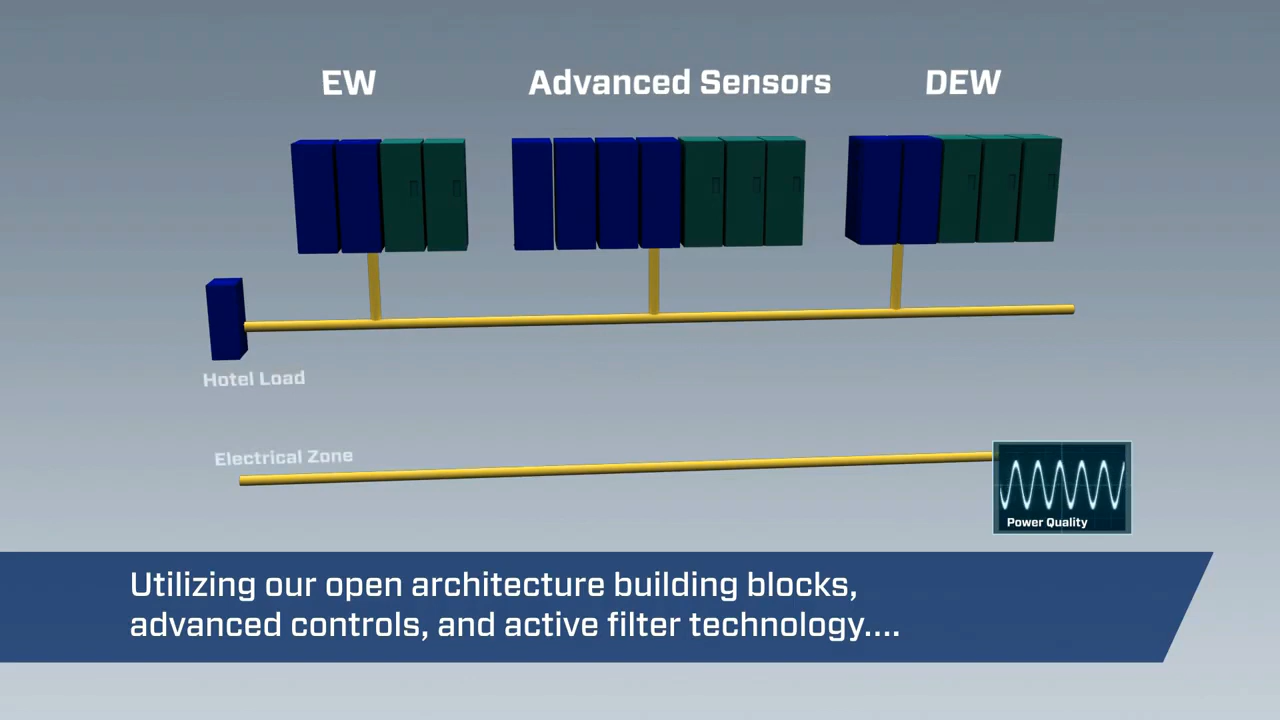 EW
Advanced Sensors
DEW
Hotel Load
Electrical Zone
Power Quality
Utilizing our open architecture building blocks,
advanced controls, and active filter technology....